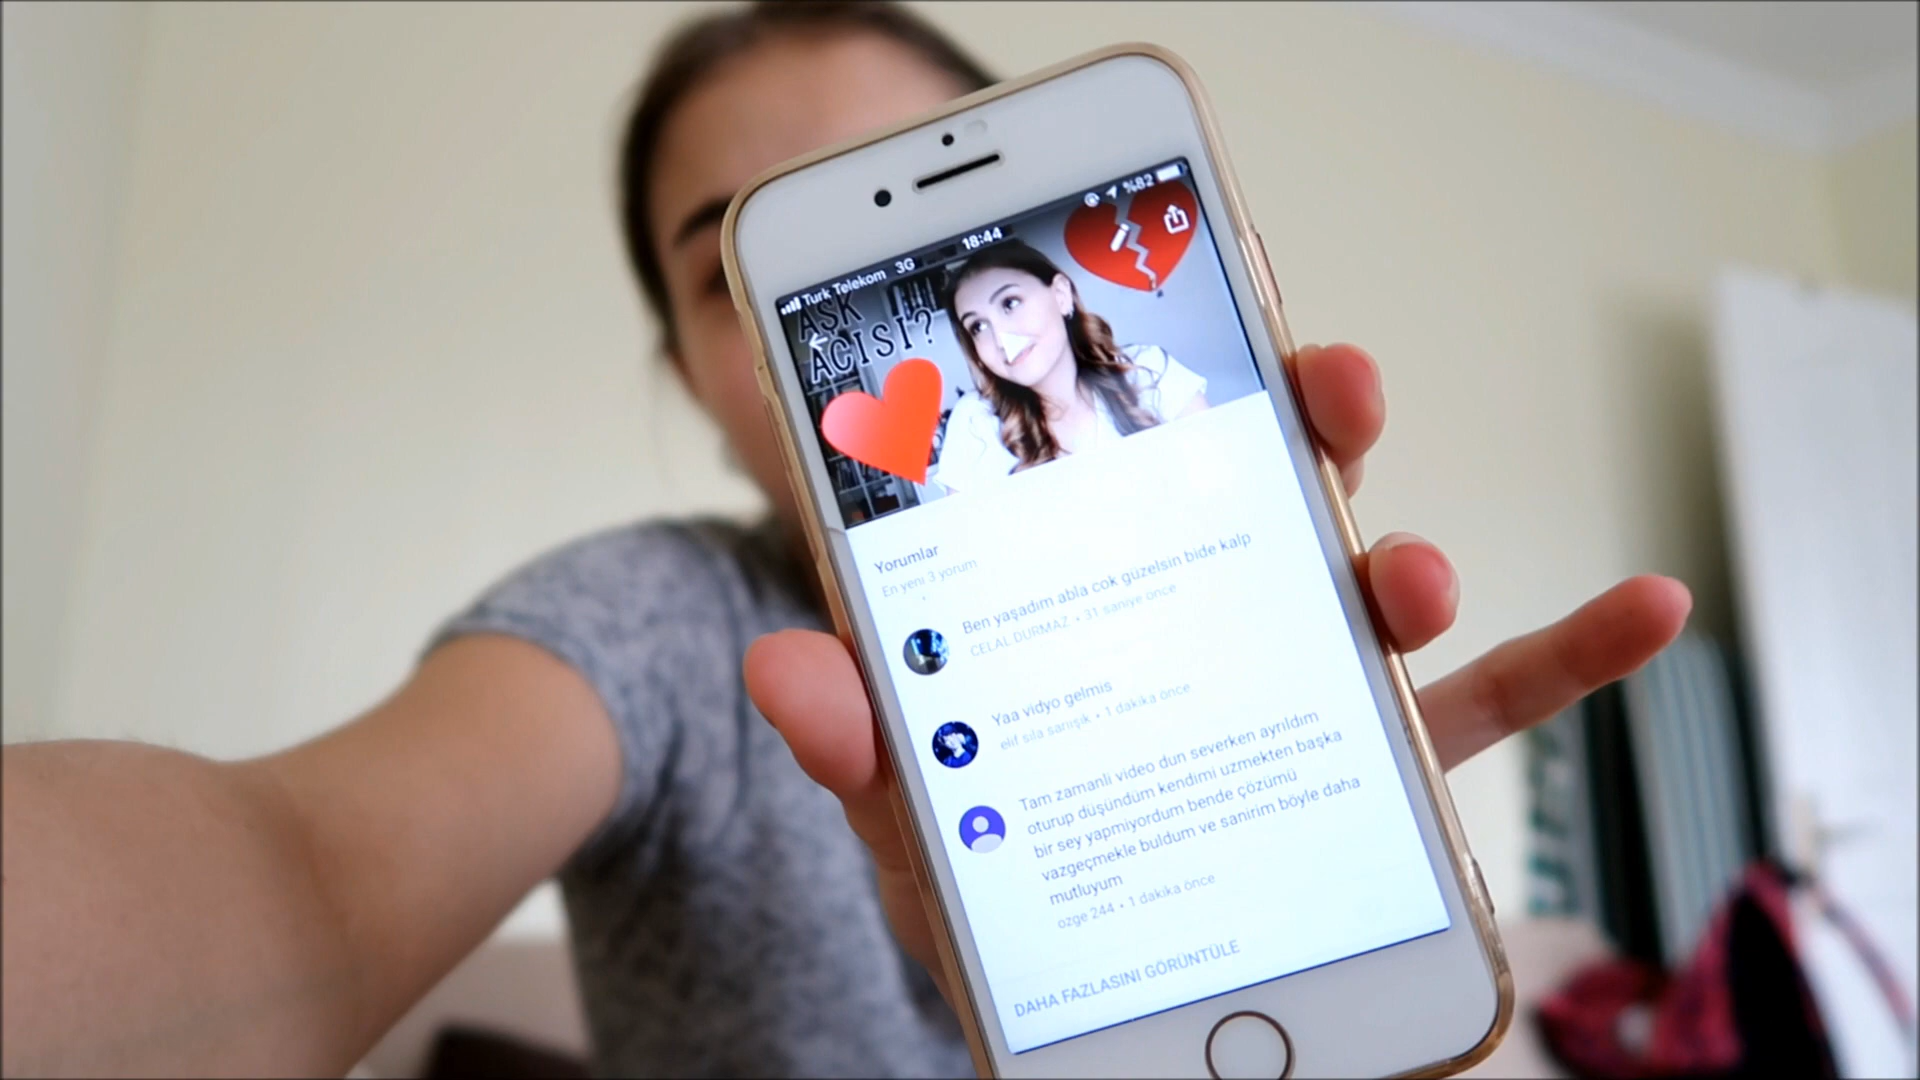 Turk Telekom 3G 18:44 %82
AŞK
ACISI?
Yorumlar
En yeni 3 yorum
Ben yaşadım abla cok güzelsin bide kalp
CELAL DURMAZ • 31 saniye önce
Yaa vidyo gelmis
elif sıla sarıışık • 1 dakika önce
Tam zamanli video dun severken ayrıldım
oturup düşündüm kendimi uzmekten başka
bir sey yapmiyordum bende çözümü
vazgeçmekle buldum ve sanirim böyle daha
mutluyum
ozge 244 • 1 dakika önce
DAHA FAZLASINI GÖRÜNTÜLE